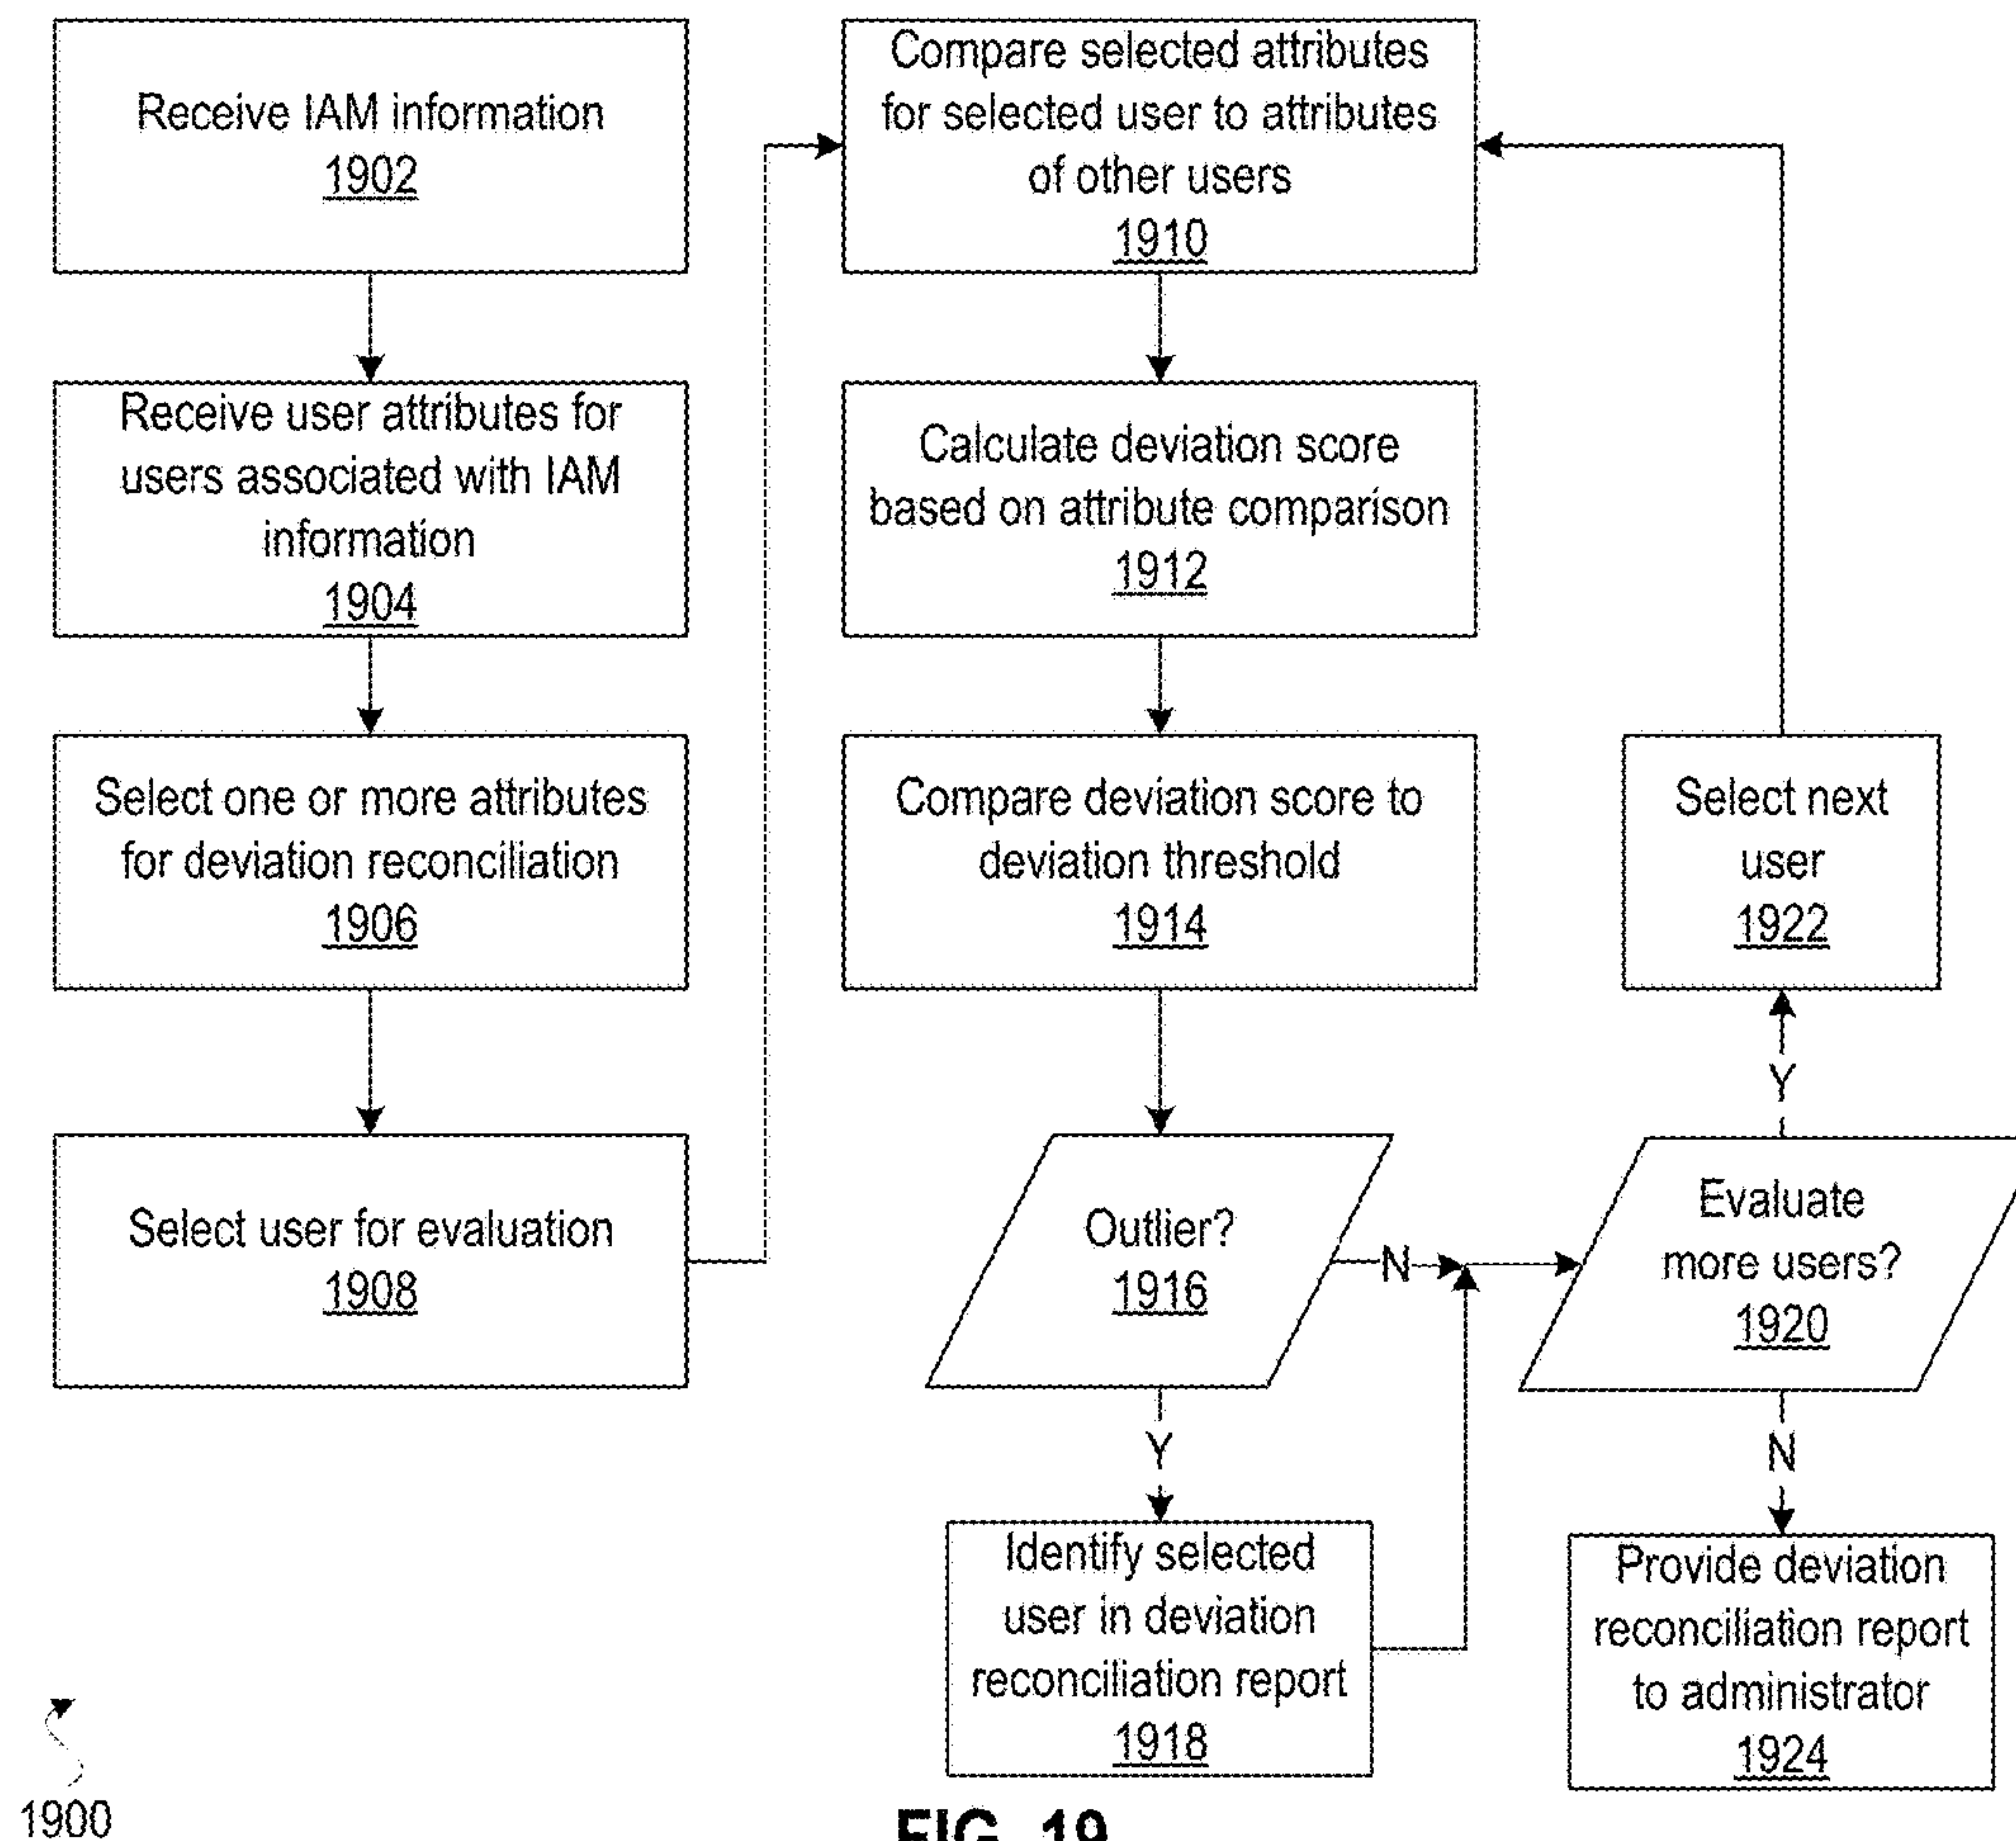 Receive IAM information
1902
Receive user attributes for
users associated with IAM
information
1904
Select one or more attributes
for deviation reconciliation
1906
Select user for evaluation
1908
Compare selected attributes
for selected user to attributes
of other users
1910
Calculate deviation score
based on attribute comparison
1912
Compare deviation score to
deviation threshold
1914
Outlier?
1916
N
Y
Identify selected
user in deviation
reconciliation report
1918
Select next
user
1922
Y
Evaluate
more users?
1920
N
Provide deviation
reconciliation report
to administrator
1924
1900
FIG. 19